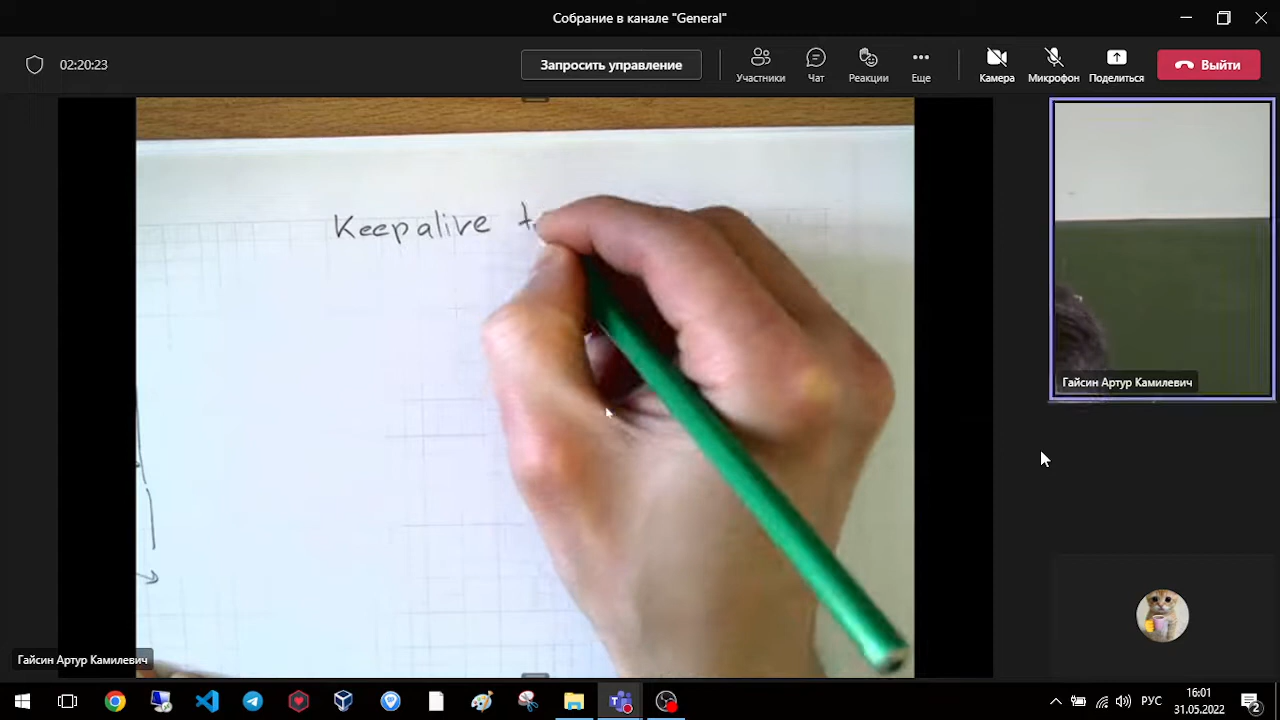 Собрание в канале "General"
02:20:23
Запросить управление
Участники
Чат
Реакции
Еще
Камера
Микрофон
Поделиться
Выйти
Keepalive
Гайсин Артур Камилевич
Гайсин Артур Камилевич
РУС
16:01
31.05.2022
2